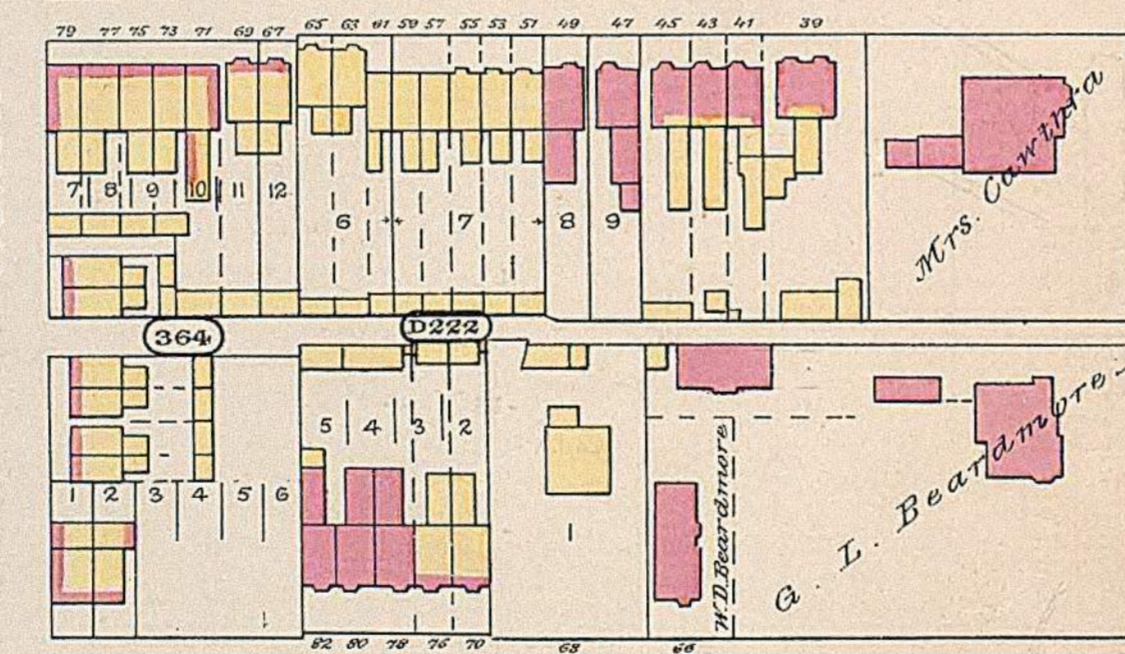 79 77 75 73 71 69 67 65 63 61 59 57 55 53 51 49 47 45 43 41 39
7 8 9 10 11 12 6 7 8 9
Mrs. Cawthra
364
D222
5 4 3 2
1 2 3 4 5 6
1
W.D. Beardmore
G. L. Beardmore
82 80 78 76 70 68 66